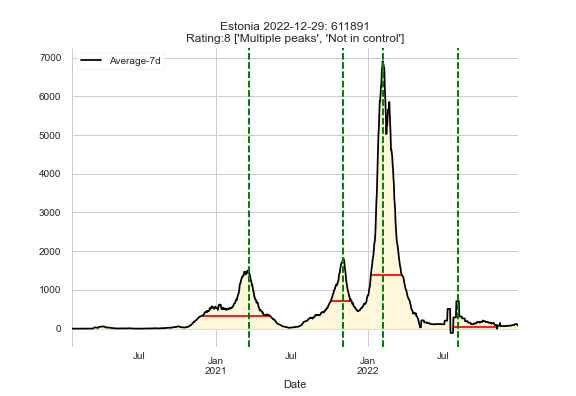 Estonia 2022-12-29: 611891
Rating:8 ['Multiple peaks', 'Not in control']
Average-7d
7000
6000
5000
4000
3000
2000
1000
0
Jul
Jan
2021
Jul
Jan
2022
Jul
Date